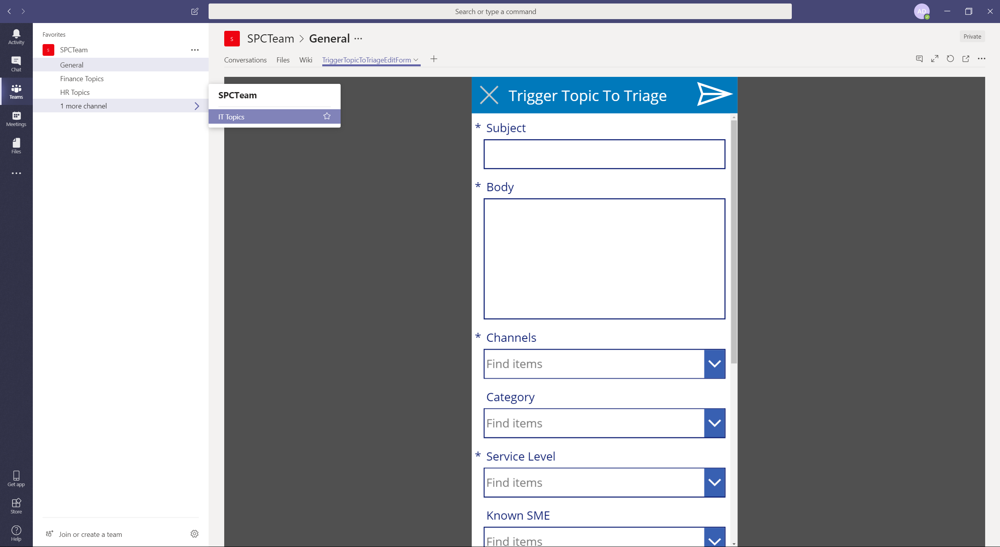 Search or type a command
AD
Activity
Chat
Teams
Meetings
Files
Get app
Store
Help
Favorites
S SPCTeam
General
Finance Topics
HR Topics
1 more channel
Join or create a team
SPCTeam
IT Topics
S SPCTeam > General
Private
Conversations Files Wiki TriggerTopicToTriageEditForm
Trigger Topic To Triage
* Subject
* Body
* Channels
Find items
Category
Find items
* Service Level
Find items
Known SME
Find items